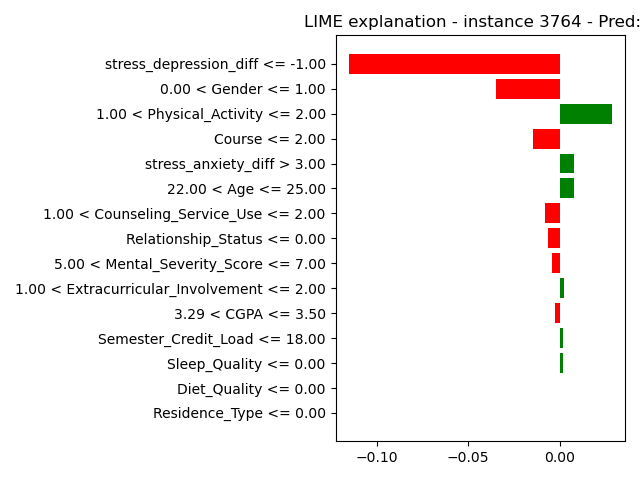 LIME explanation - instance 3764 - Pred:
stress_depression_diff <= -1.00
0.00 < Gender <= 1.00
1.00 < Physical_Activity <= 2.00
Course <= 2.00
stress_anxiety_diff > 3.00
22.00 < Age <= 25.00
1.00 < Counseling_Service_Use <= 2.00
Relationship_Status <= 0.00
5.00 < Mental_Severity_Score <= 7.00
1.00 < Extracurricular_Involvement <= 2.00
3.29 < CGPA <= 3.50
Semester_Credit_Load <= 18.00
Sleep_Quality <= 0.00
Diet_Quality <= 0.00
Residence_Type <= 0.00
−0.10 −0.05 0.00